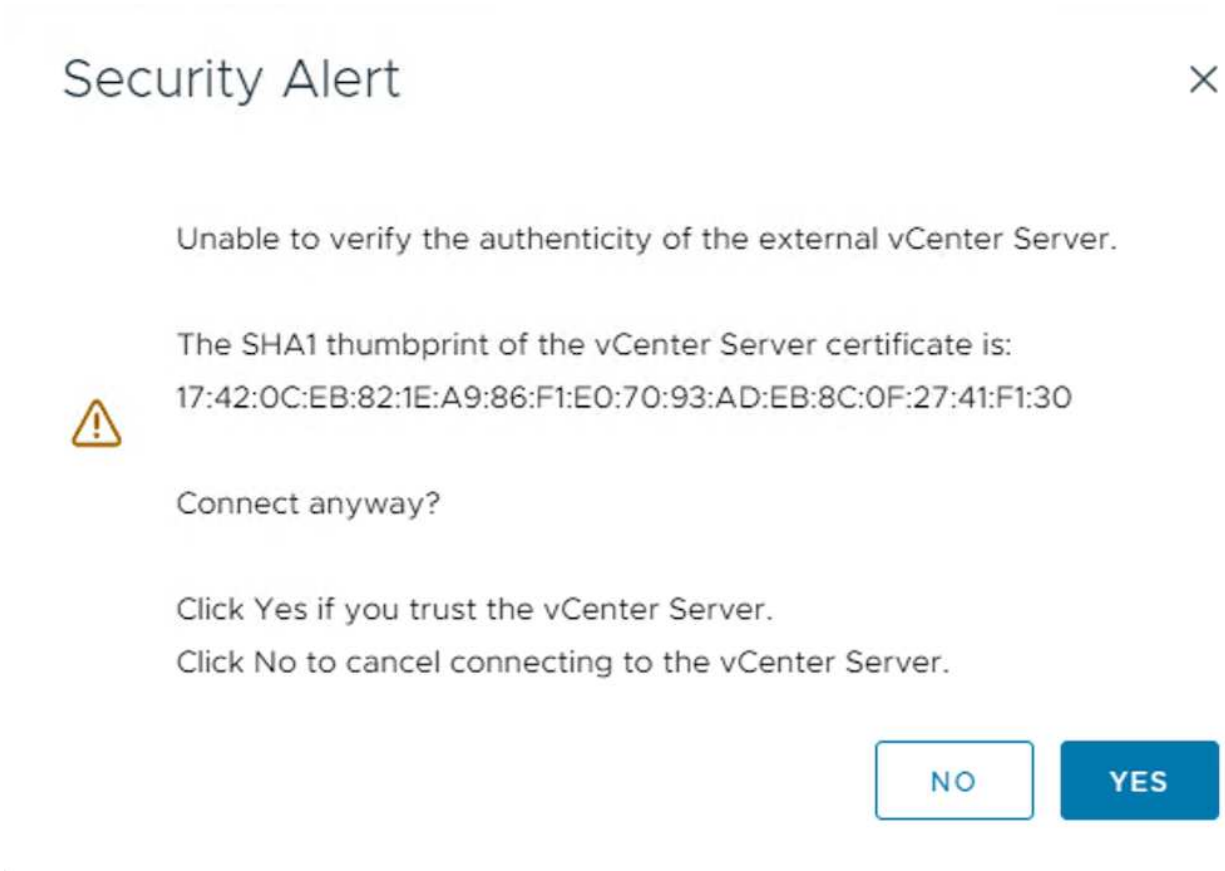 Security Alert
Unable to verify the authenticity of the external vCenter Server.
The SHA1 thumbprint of the vCenter Server certificate is:
17:42:0C:EB:82:1E:A9:86:F1:E0:70:93:AD:EB:8C:0F:27:41:F1:30
Connect anyway?
Click Yes if you trust the vCenter Server.
Click No to cancel connecting to the vCenter Server.
NO YES